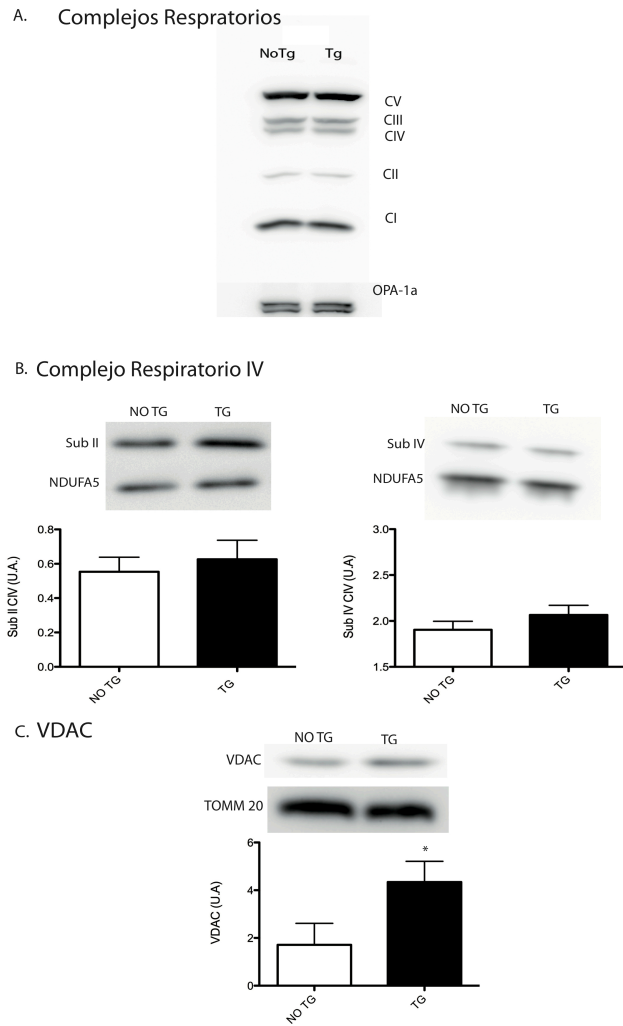 A. Complejos Respratorios
NoTg Tg
CV
CIII
CIV
CII
CI
OPA-1a
B. Complejo Respiratorio IV
NO TG TG
Sub II
NDUFA5
0.8
0.6
0.4
0.2
0.0
Sub II CIV (U.A.)
NO TG TG
NO TG TG
Sub IV
NDUFA5
3.0
2.5
2.0
1.5
Sub IV CIV (U.A)
NO TG TG
C. VDAC
NO TG TG
VDAC
TOMM 20
6
4
2
0
VDAC (U.A)
*
NO TG TG